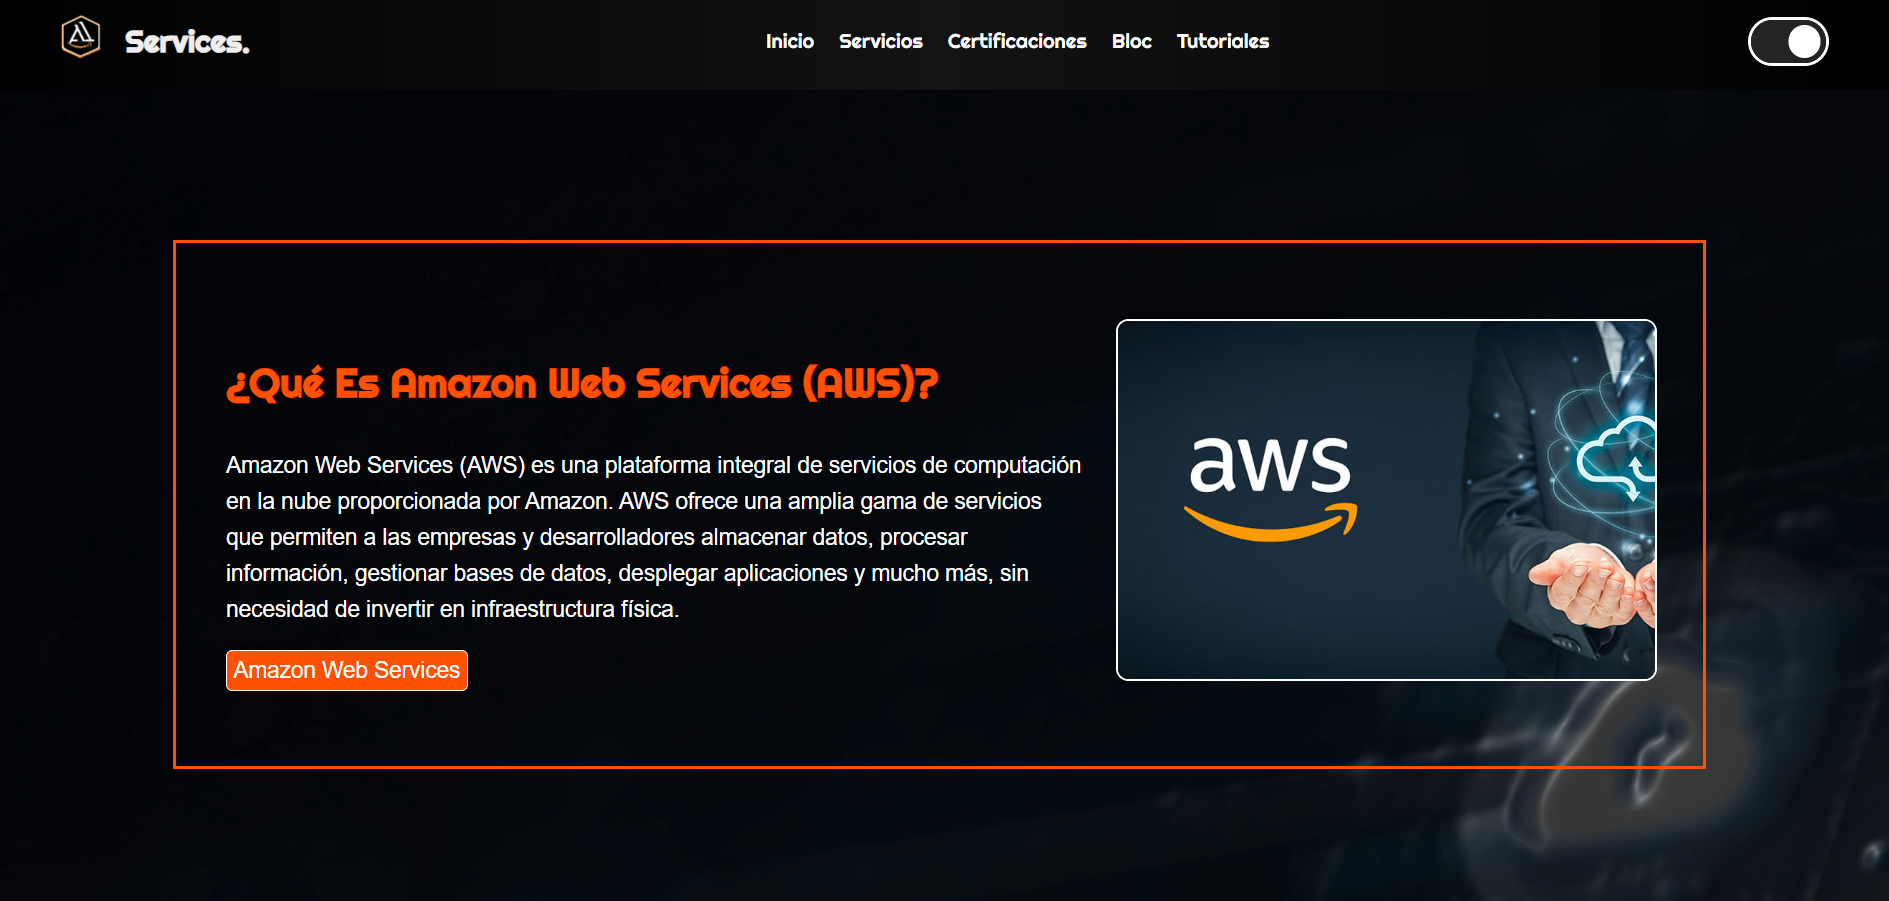 Services.
Inicio Servicios Certificaciones Bloc Tutoriales
¿Qué Es Amazon Web Services (AWS)?
Amazon Web Services (AWS) es una plataforma integral de servicios de computación
en la nube proporcionada por Amazon. AWS ofrece una amplia gama de servicios
que permiten a las empresas y desarrolladores almacenar datos, procesar
información, gestionar bases de datos, desplegar aplicaciones y mucho más, sin
necesidad de invertir en infraestructura física.
Amazon Web Services
aws